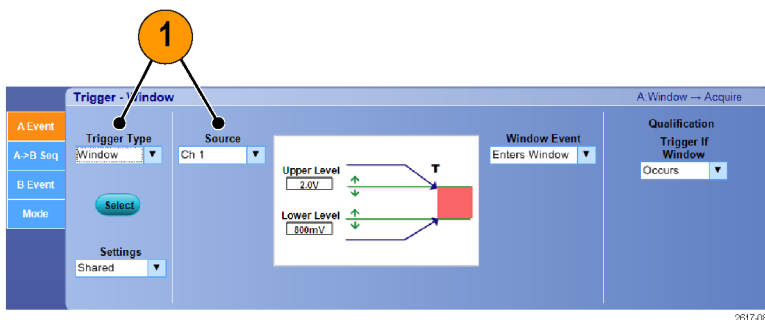 1
Trigger - Window
A:Window → Acquire
A Event
A->B Seq
B Event
Mode
Trigger Type
Window
Select
Settings
Shared
Source
Ch 1
Upper Level
2.0V
Lower Level
800mV
T
Window Event
Enters Window
Qualification
Trigger If
Window
Occurs